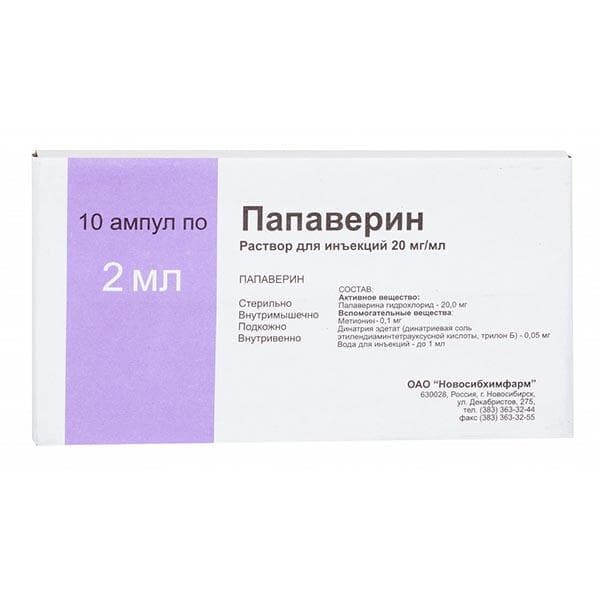 10 ампул по
2 мл
Папаверин
Раствор для инъекций 20 мг/мл
ПАПАВЕРИН
Стерильно
Внутримышечно
Подкожно
Внутривенно
СОСТАВ:
Активное вещество:
Папаверина гидрохлорид - 20,0 мг
Вспомогательные вещества:
Метионин - 0,1 мг
Динатрия эдетат (динатриевая соль
этилендиаминтетрауксусной кислоты, трилон Б) - 0,05 мг
Вода для инъекций - до 1 мл
ОАО "Новосибхимфарм"
630028, Россия, г. Новосибирск,
ул. Декабристов, 275,
тел. (383) 363-32-44
факс (383) 363-32-55